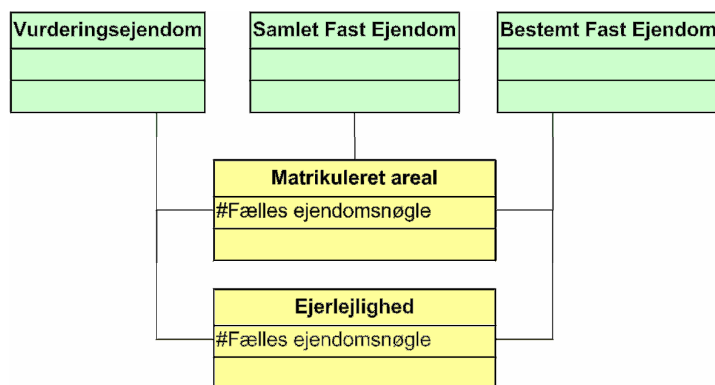 Vurderingsejendom
Samlet Fast Ejendom
Bestemt Fast Ejendom
Matrikuleret areal
#Fælles ejendomsnøgle
Ejerlejlighed
#Fælles ejendomsnøgle